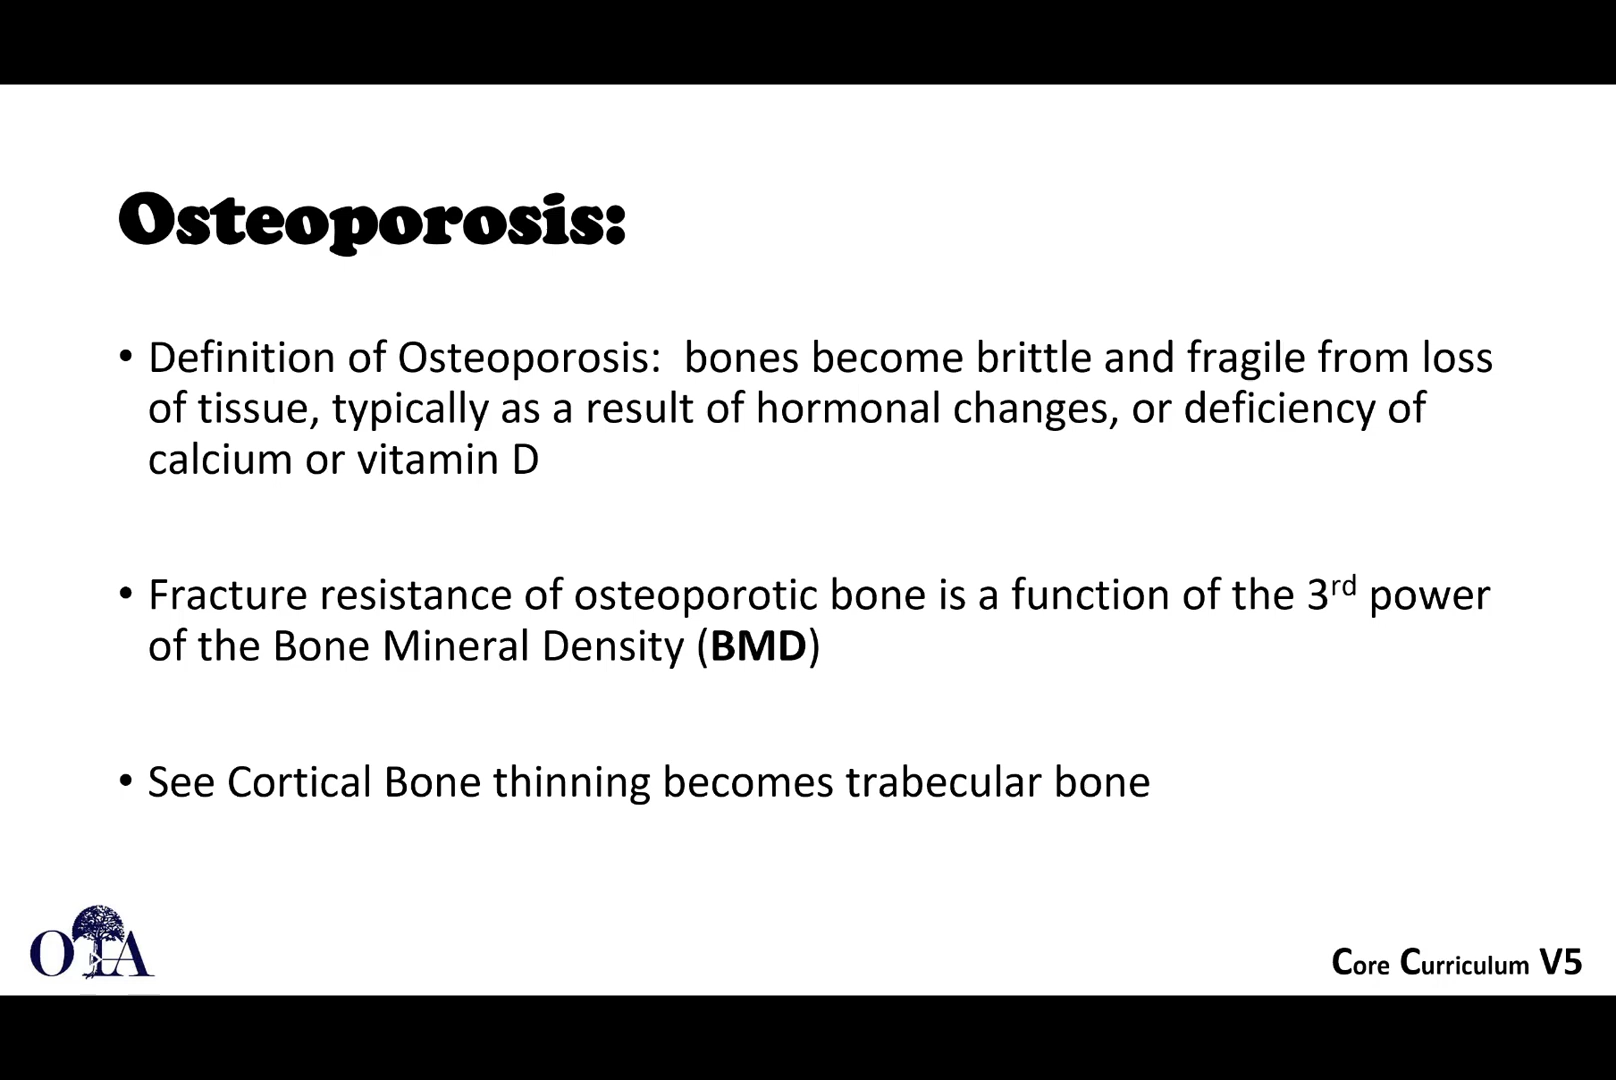 Osteoporosis:
• Definition of Osteoporosis:  bones become brittle and fragile from loss
of tissue, typically as a result of hormonal changes, or deficiency of
calcium or vitamin D
• Fracture resistance of osteoporotic bone is a function of the 3rd power
of the Bone Mineral Density (BMD)
• See Cortical Bone thinning becomes trabecular bone
OTA
Core Curriculum V5